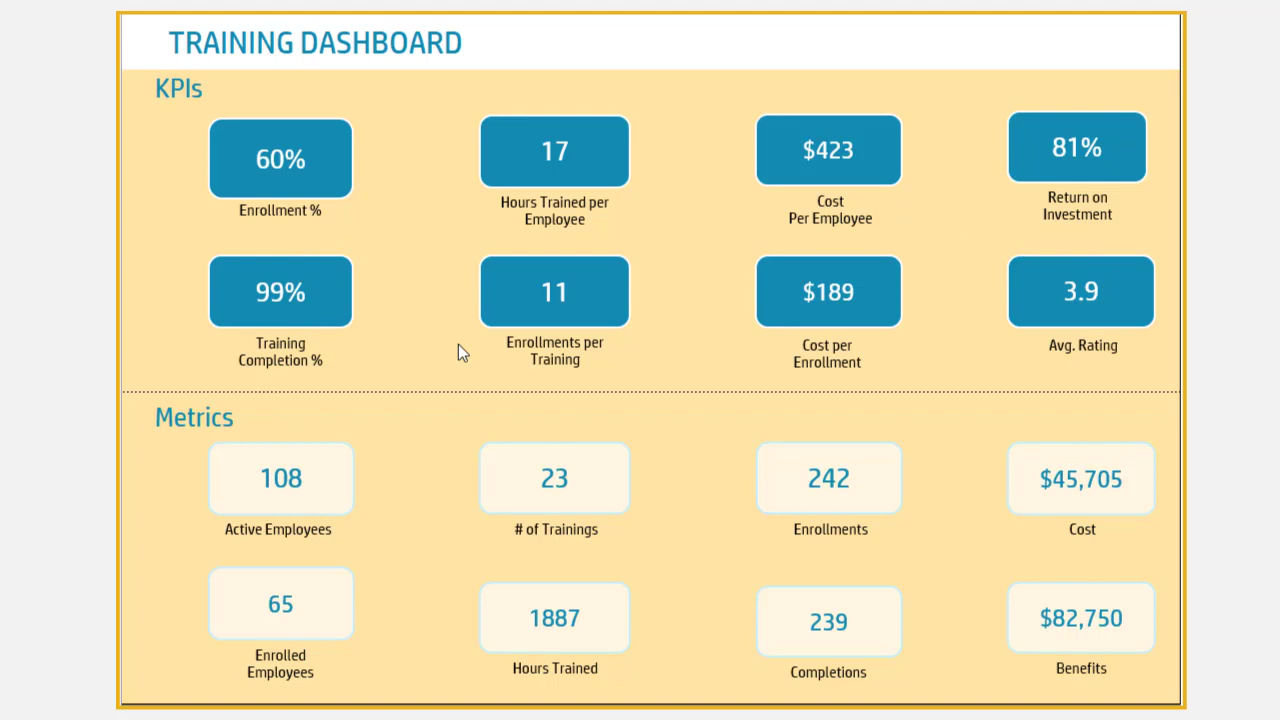 TRAINING DASHBOARD
KPIs
60%
Enrollment %
17
Hours Trained per
Employee
$423
Cost
Per Employee
81%
Return on
Investment
99%
Training
Completion %
11
Enrollments per
Training
$189
Cost per
Enrollment
3.9
Avg. Rating
Metrics
108
Active Employees
23
# of Trainings
242
Enrollments
$45,705
Cost
65
Enrolled
Employees
1887
Hours Trained
239
Completions
$82,750
Benefits